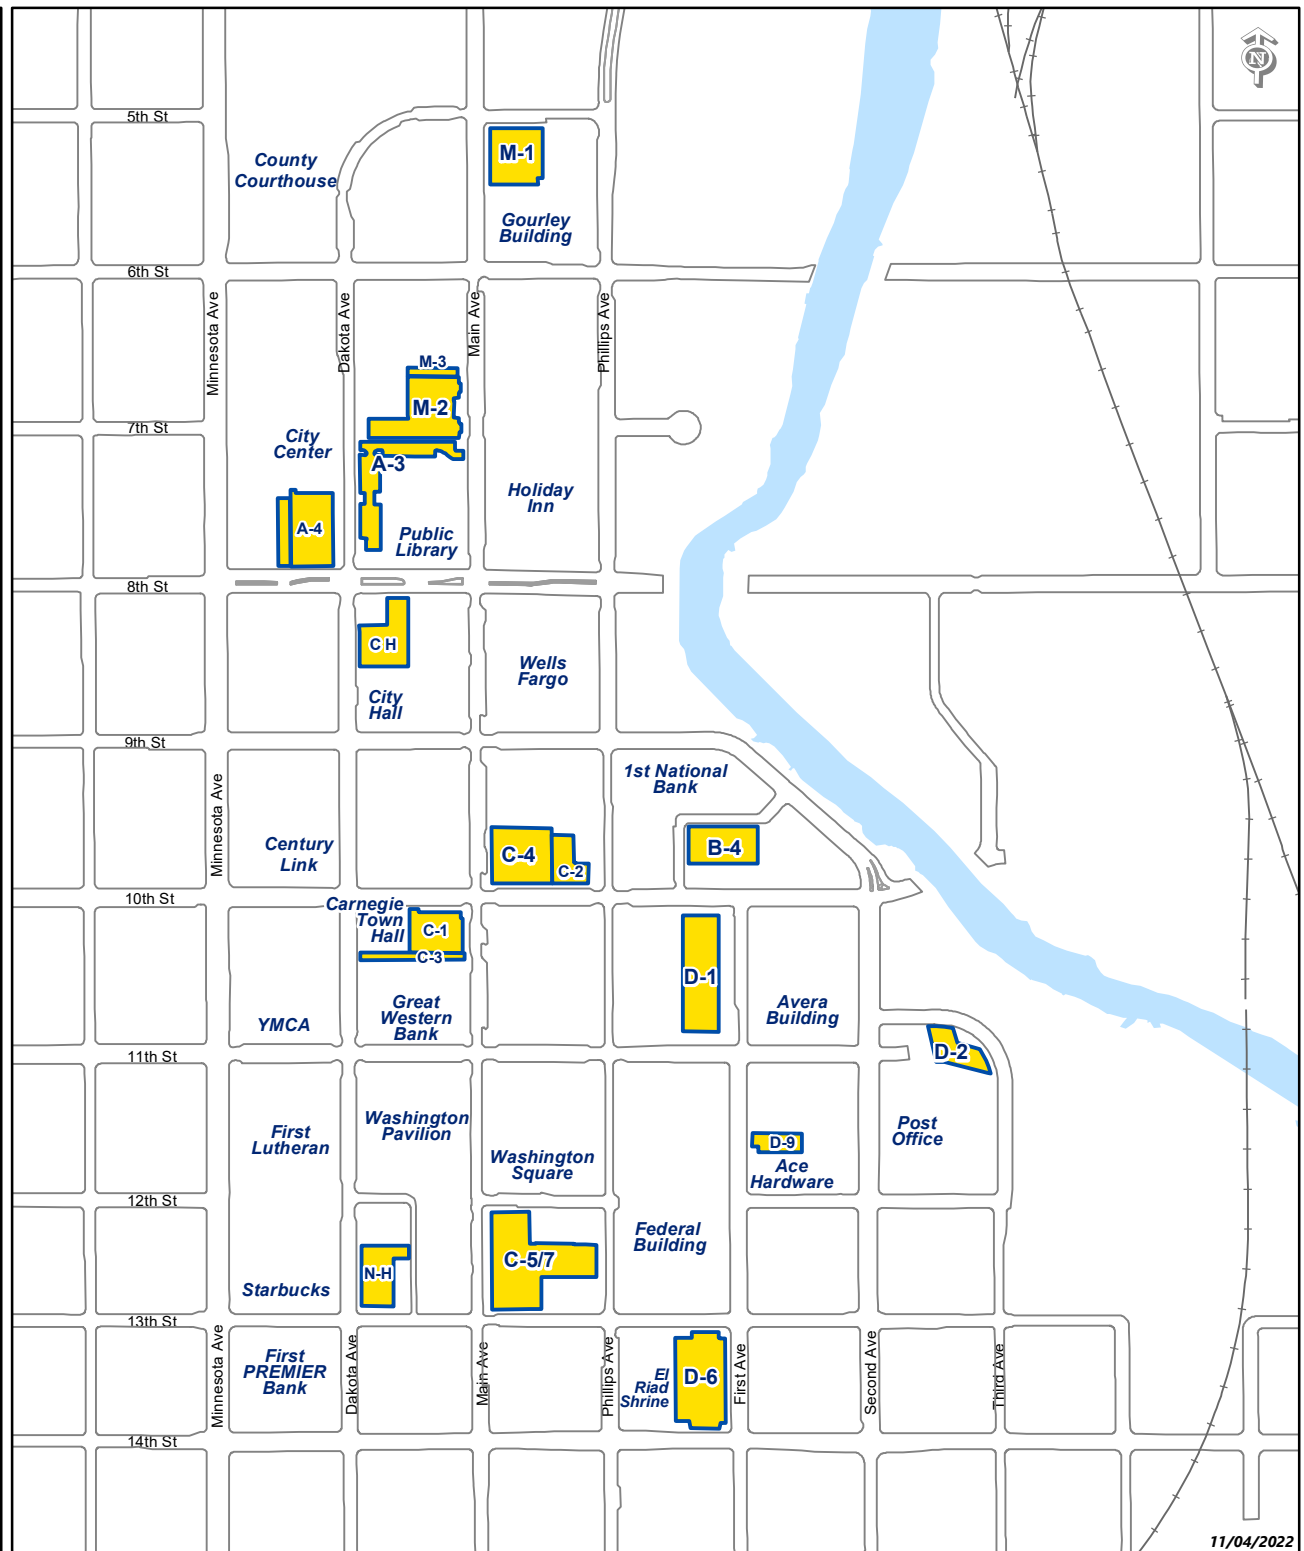 N
5th St
M-1
County
Courthouse
Gourley
Building
6th St
Minnesota Ave
Dakota Ave
Main Ave
Phillips Ave
M-3
M-2
7th St
City
Center
A-3
Holiday
Inn
A-4
Public
Library
8th St
C H
Wells
Fargo
City
Hall
9th St
1st National
Bank
Minnesota Ave
Century
Link
C-4
C-2
B-4
10th St
Carnegie
Town
Hall
C-1
C-3
D-1
Great
Western
Bank
Avera
Building
YMCA
11th St
D-2
First
Lutheran
Washington
Pavilion
Post
Office
D-9
Washington
Square
Ace
Hardware
12th St
Federal
Building
C-5/7
N-H
Starbucks
13th St
Minnesota Ave
First
PREMIER
Bank
Dakota Ave
Main Ave
Phillips Ave
El
Riad
Shrine
D-6
First Ave
Second Ave
Third Ave
14th St
11/04/2022